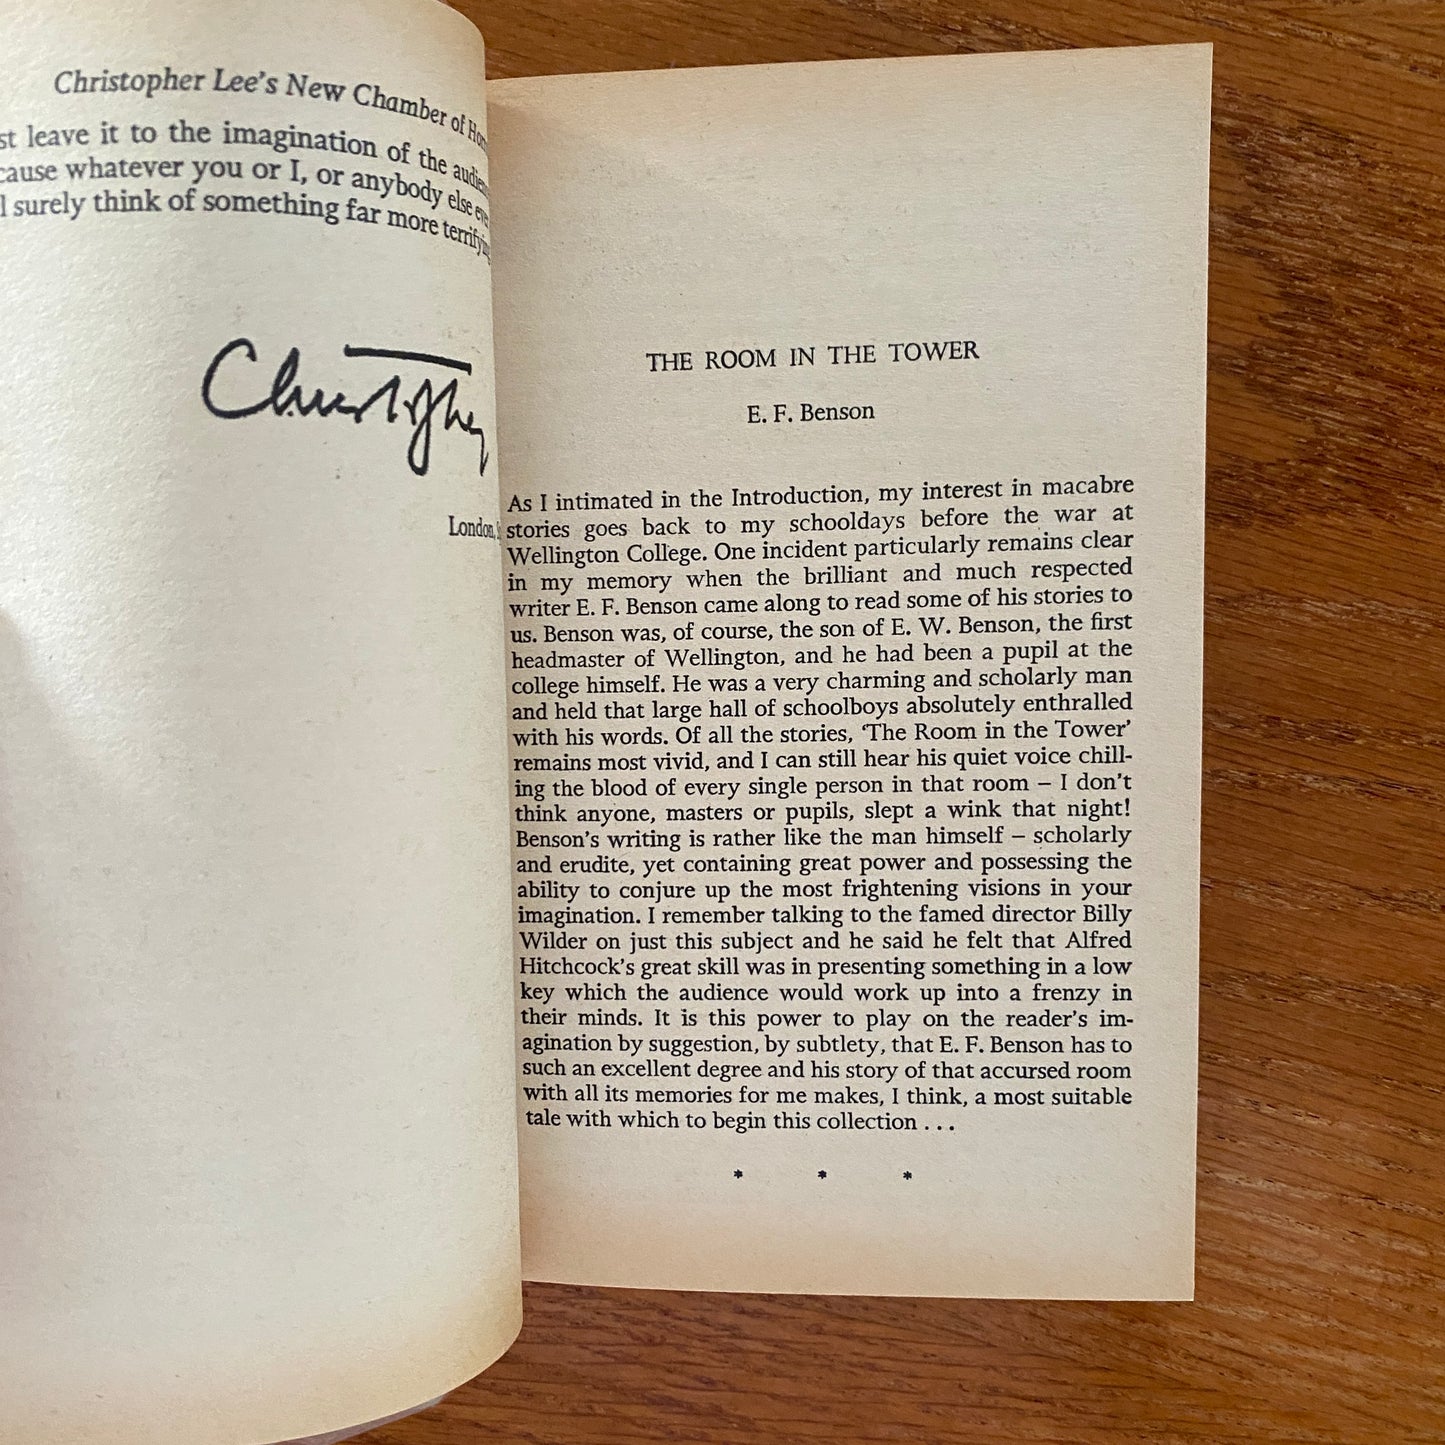 Christopher Lee's New Chamber of
leave it to the imagination of the
whatever you or I, or anybody else
surely think of something far more
Christopher
London,
THE ROOM IN THE TOWER
E. F. Benson
As I intimated in the Introduction, my interest in macabre
stories goes back to my schooldays before the war at
Wellington College. One incident particularly remains clear
in my memory when the brilliant and much respected
writer E. F. Benson came along to read some of his stories to
us. Benson was, of course, the son of E. W. Benson, the first
headmaster of Wellington, and he had been a pupil at the
college himself. He was a very charming and scholarly man
and held that large hall of schoolboys absolutely enthralled
with his words. Of all the stories, 'The Room in the Tower'
remains most vivid, and I can still hear his quiet voice chill-
ing the blood of every single person in that room – I don't
think anyone, masters or pupils, slept a wink that night!
Benson's writing is rather like the man himself – scholarly
and erudite, yet containing great power and possessing the
ability to conjure up the most frightening visions in your
imagination. I remember talking to the famed director Billy
Wilder on just this subject and he said he felt that Alfred
Hitchcock's great skill was in presenting something in a low
key which the audience would work up into a frenzy in
their minds. It is this power to play on the reader's im-
agination by suggestion, by subtlety, that E. F. Benson has to
such an excellent degree and his story of that accursed room
with all its memories for me makes, I think, a most suitable
tale with which to begin this collection . . .
* * *